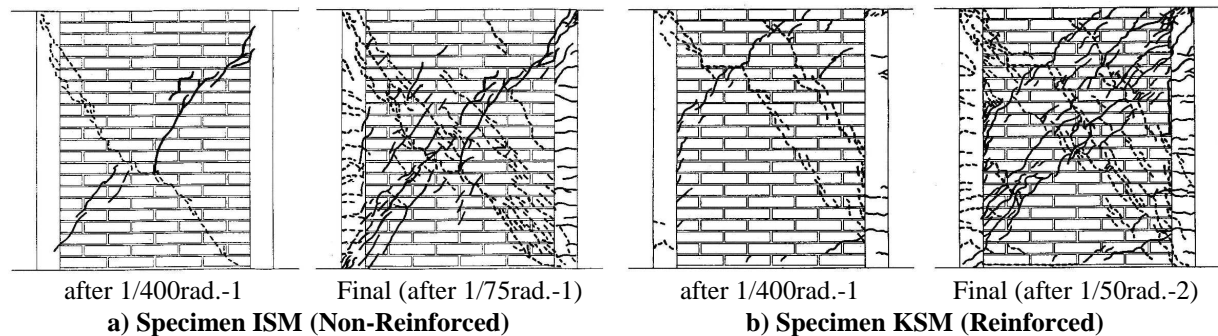 after 1/400rad.-1 Final (after 1/75rad.-1) after 1/400rad.-1 Final (after 1/50rad.-2)
a) Specimen ISM (Non-Reinforced) b) Specimen KSM (Reinforced)